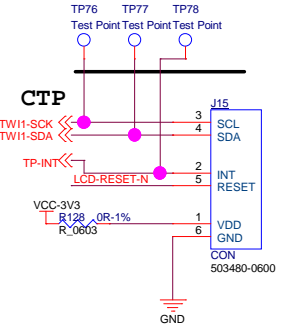 TP76 TP77 TP78
Test Point Test Point Test Point
CTP
J15
TWI1-SCK 3 SCL
TWI1-SDA 4 SDA
TP-INT 2 INT
LCD-RESET-N 5 RESET
VCC-3V3
R128 0R-1% 1 VDD
R_0603 6 GND
CON
503480-0600
GND